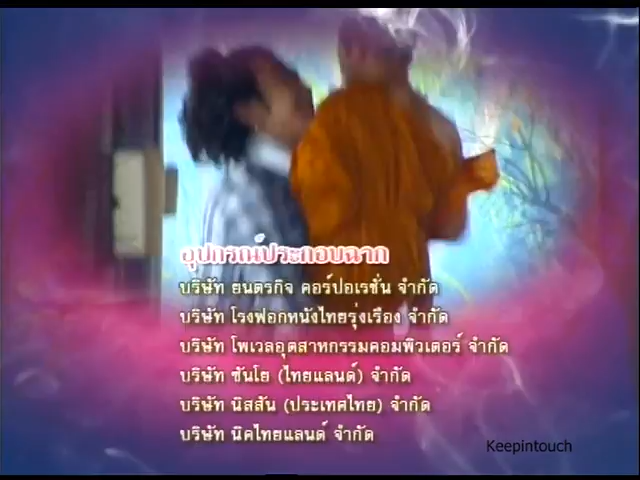 อุปกรณ์ประกอบฉาก
บริษัท ยนตรกิจ คอร์ปอเรชั่น จำกัด
บริษัท โรงฟอกหนังไทยรุ่งเรือง จำกัด
บริษัท โพเวลอุตสาหกรรมคอมพิวเตอร์ จำกัด
บริษัท ซันโย (ไทยแลนด์) จำกัด
บริษัท นิสสัน (ประเทศไทย) จำกัด
บริษัท นิคไทยแลนด์ จำกัด
Keepintouch